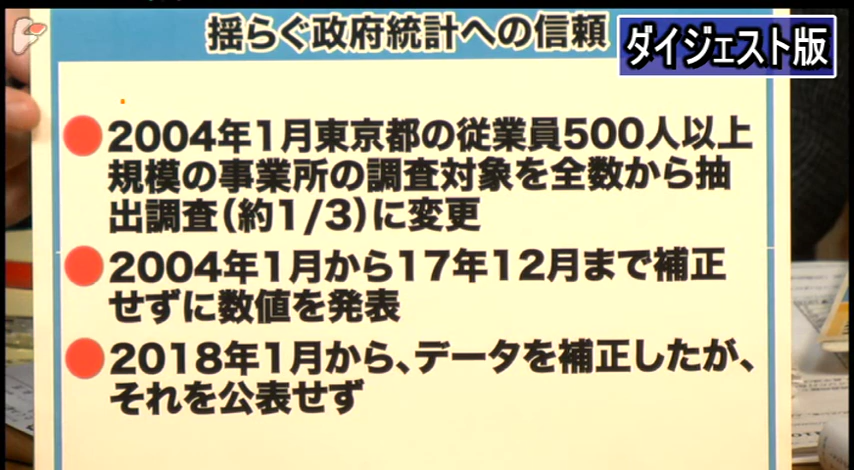 揺らぐ政府統計への信頼
ダイジェスト版
●2004年1月東京都の従業員500人以上
規模の事業所の調査対象を全数から抽
出調査(約1/3)に変更
●2004年1月から17年12月まで補正
せずに数値を発表
●2018年1月から、データを補正したが、
それを公表せず